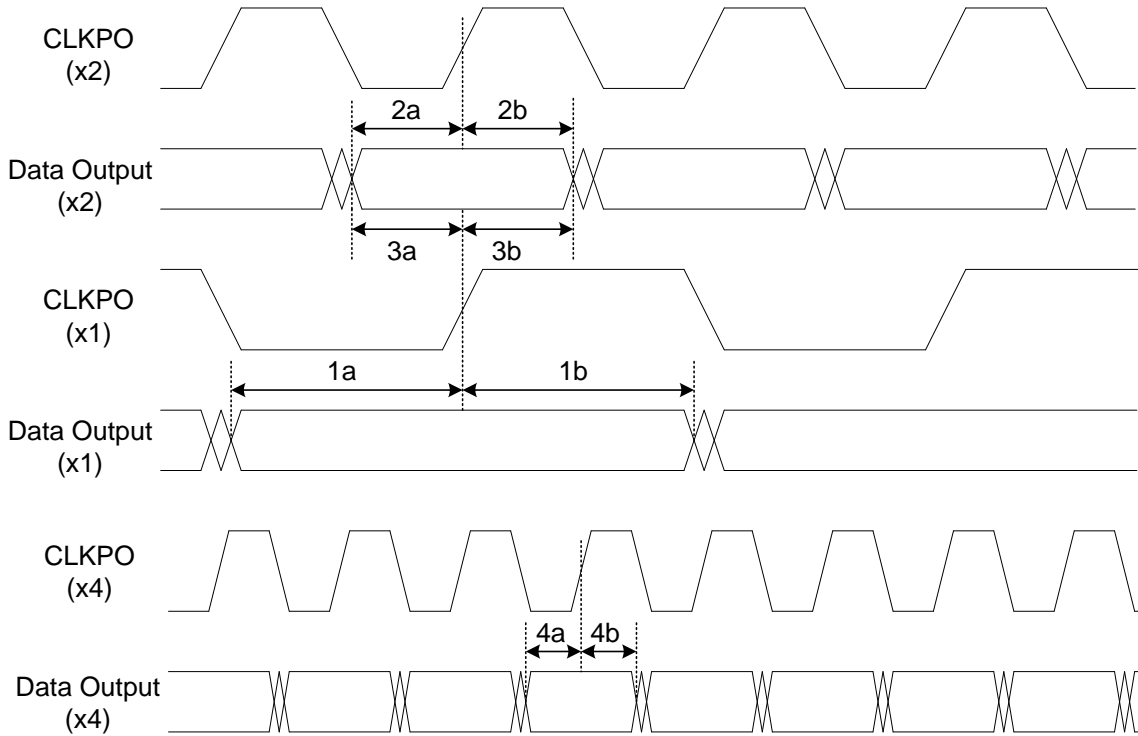 CLKPO
(x2)
2a 2b
Data Output
(x2)
3a 3b
CLKPO
(x1)
1a 1b
Data Output
(x1)
CLKPO
(x4)
4a 4b
Data Output
(x4)